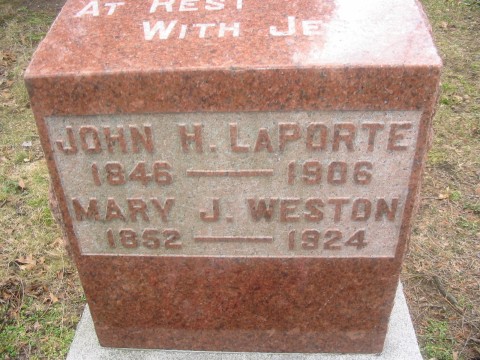 At Rest
With
John H. LaPorte
1846 — 1906
Mary J. Weston
1852 — 1924